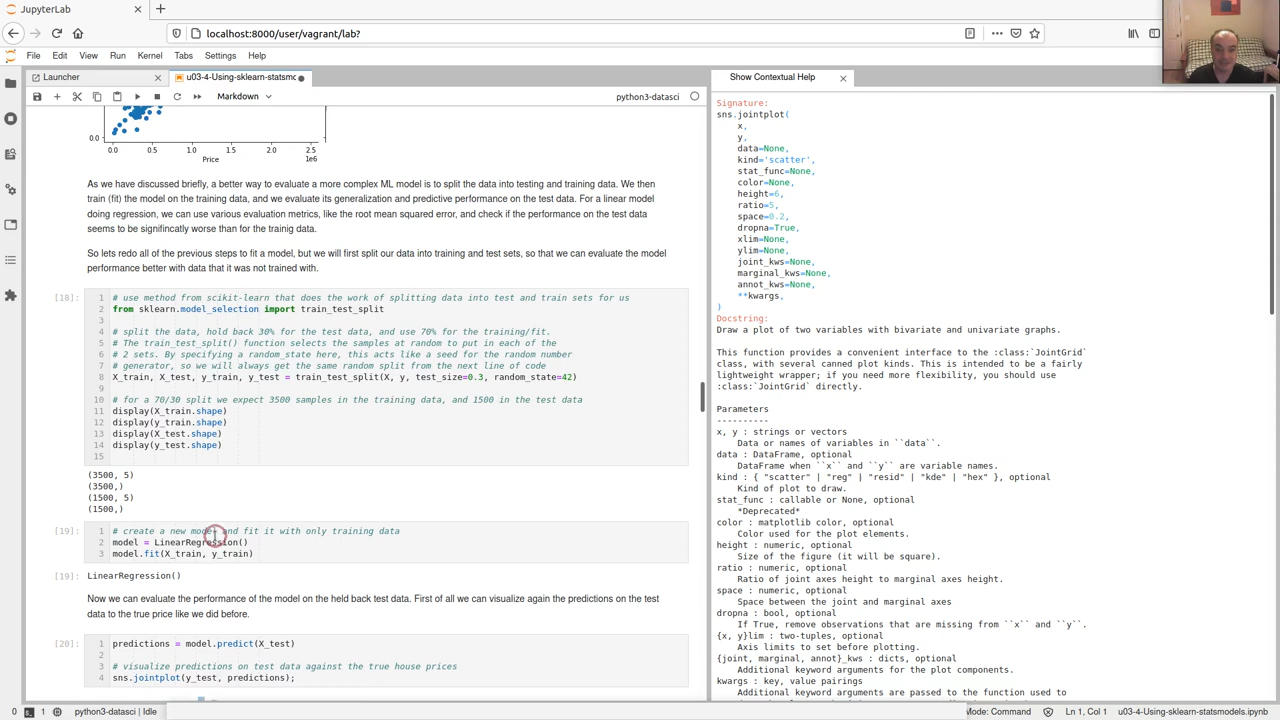 JupyterLab
localhost:8000/user/vagrant/lab?
File Edit View Run Kernel Tabs Settings Help
Launcher
u03-4-Using-sklearn-statsmo
Show Contextual Help
Markdown
python3-datasci
0.0
0.0 0.5 1.0 1.5 2.0 2.5
Price
1e6
As we have discussed briefly, a better way to evaluate a more complex ML model is to split the data into testing and training data. We then
train (fit) the model on the training data, and we evaluate its generalization and predictive performance on the test data. For a linear model
doing regression, we can use various evaluation metrics, like the root mean squared error, and check if the performance on the test data
seems to be signifincatly worse than for the traing data.
So lets redo all of the previous steps to fit a model, but we will first split our data into training and test sets, so that we can evaluate the model
performance better with data that it was not trained with.
[18]:
1 # use method from scikit-learn that does the work of splitting data into test and train sets for us
2 from sklearn.model_selection import train_test_split
3
4 # split the data, hold back 30% for the test data, and use 70% for the training/fit.
5 # The train_test_split() function selects the samples at random to put in each of the
6 # 2 sets. By specifying a random_state here, this acts like a seed for the random number
7 # generator, so we will always get the same random split from the next line of code
8 X_train, X_test, y_train, y_test = train_test_split(X, y, test_size=0.3, random_state=42)
9
10 # for a 70/30 split we expect 3500 samples in the training data, and 1500 in the test data
11 display(X_train.shape)
12 display(y_train.shape)
13 display(X_test.shape)
14 display(y_test.shape)
15
(3500, 5)
(3500,)
(1500, 5)
(1500,)
[19]:
1 # create a new model and fit it with only training data
2 model = LinearRegression()
3 model.fit(X_train, y_train)
[19]: LinearRegression()
Now we can evaluate the performance of the model on the held back test data. First of all we can visualize again the predictions on the test
data to the true price like we did before.
[20]:
1 predictions = model.predict(X_test)
2
3 # visualize predictions on test data against the true house prices
4 sns.jointplot(y_test, predictions);
Signature:
sns.jointplot(
x,
y,
data=None,
kind='scatter',
stat_func=None,
color=None,
height=6,
ratio=5,
space=0.2,
dropna=True,
xlim=None,
ylim=None,
joint_kws=None,
marginal_kws=None,
annot_kws=None,
**kwargs,
)
Docstring:
Draw a plot of two variables with bivariate and univariate graphs.
This function provides a convenient interface to the :class:`JointGrid`
class, with several canned plot kinds. This is intended to be a fairly
lightweight wrapper; if you need more flexibility, you should use
:class:`JointGrid` directly.
Parameters
----------
x, y : strings or vectors
Data or names of variables in ``data``.
data : DataFrame, optional
DataFrame when ``x`` and ``y`` are variable names.
kind : { "scatter" | "reg" | "resid" | "kde" | "hex" }, optional
Kind of plot to draw.
stat_func : callable or None, optional
*Deprecated*
color : matplotlib color, optional
Color used for the plot elements.
height : numeric, optional
Size of the figure (it will be square).
ratio : numeric, optional
Ratio of joint axes height to marginal axes height.
space : numeric, optional
Space between the joint and marginal axes
dropna : bool, optional
If True, remove observations that are missing from ``x`` and ``y``.
{x, y}lim : two-tuples, optional
Axis limits to set before plotting.
{joint, marginal, annot}_kws : dicts, optional
Additional keyword arguments for the plot components.
kwargs : key, value pairings
Additional keyword arguments are passed to the function used to
0 1 python3-datasci | Idle
Mode: Command Ln 1, Col 1 u03-4-Using-sklearn-statsmodels.ipynb